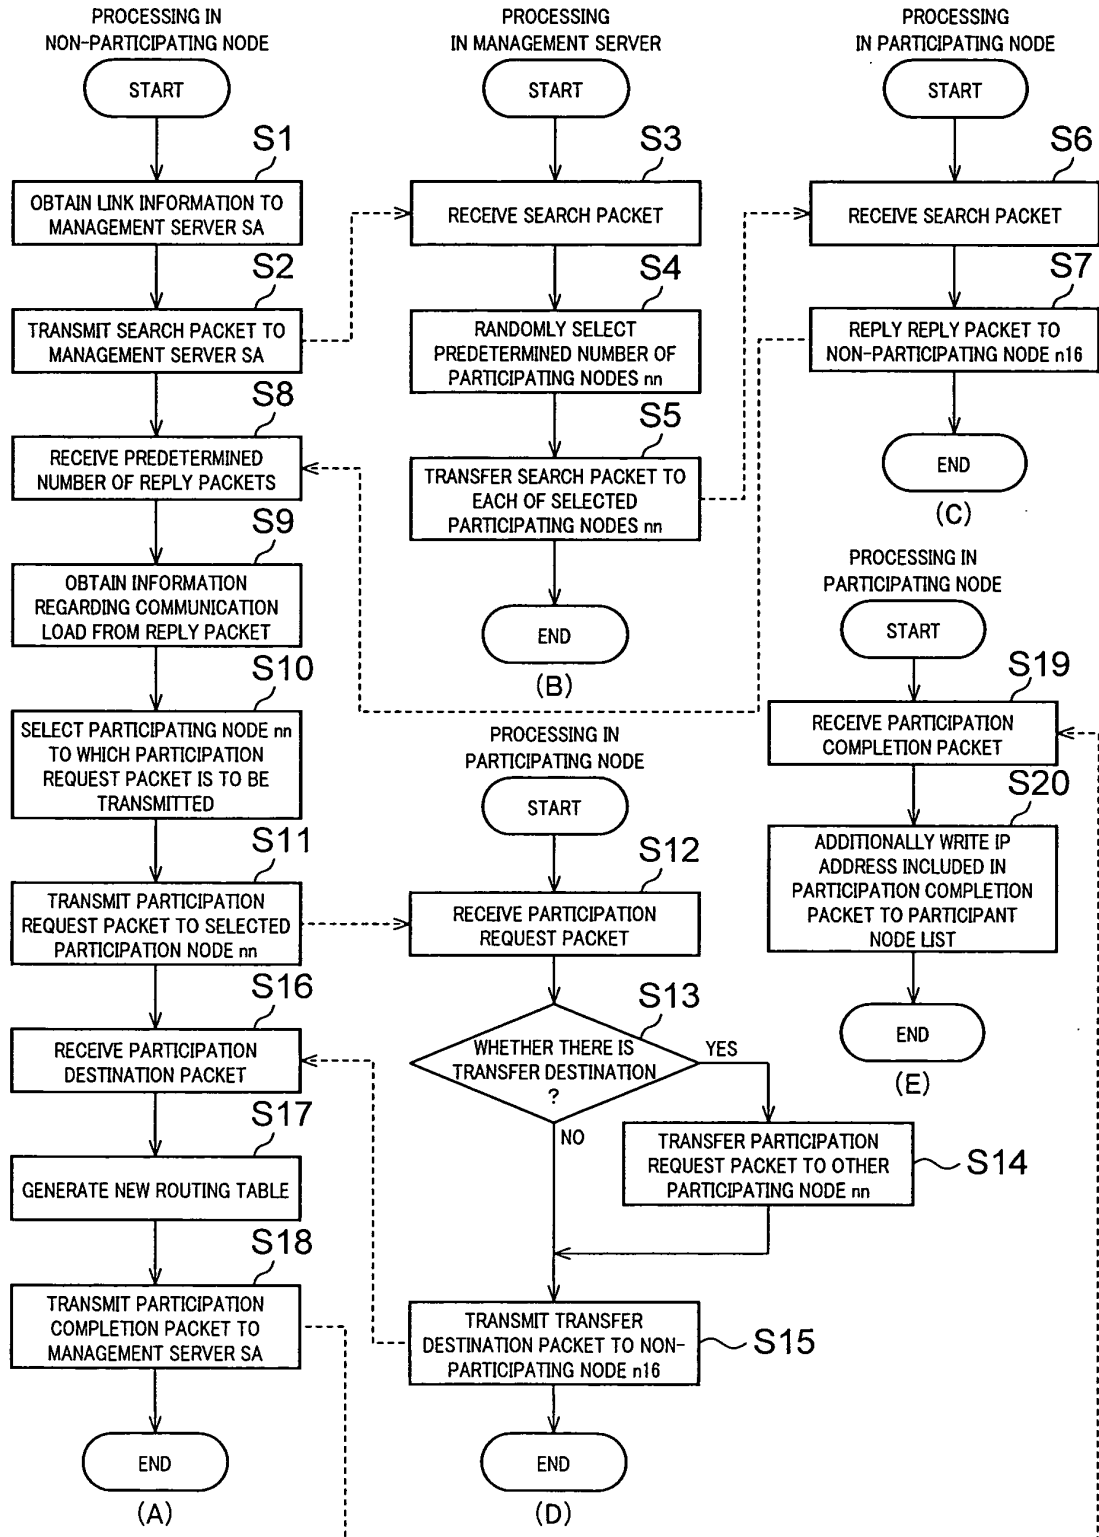 PROCESSING IN
NON-PARTICIPATING NODE
START
S1
OBTAIN LINK INFORMATION TO
MANAGEMENT SERVER SA
S2
TRANSMIT SEARCH PACKET TO
MANAGEMENT SERVER SA
S8
RECEIVE PREDETERMINED
NUMBER OF REPLY PACKETS
S9
OBTAIN INFORMATION
REGARDING COMMUNICATION
LOAD FROM REPLY PACKET
S10
SELECT PARTICIPATING NODE nn
TO WHICH PARTICIPATION
REQUEST PACKET IS TO BE
TRANSMITTED
S11
TRANSMIT PARTICIPATION
REQUEST PACKET TO SELECTED
PARTICIPATION NODE nn
S16
RECEIVE PARTICIPATION
DESTINATION PACKET
S17
GENERATE NEW ROUTING TABLE
S18
TRANSMIT PARTICIPATION
COMPLETION PACKET TO
MANAGEMENT SERVER SA
END
(A)
PROCESSING
IN MANAGEMENT SERVER
START
S3
RECEIVE SEARCH PACKET
S4
RANDOMLY SELECT
PREDETERMINED NUMBER OF
PARTICIPATING NODES nn
S5
TRANSFER SEARCH PACKET TO
EACH OF SELECTED
PARTICIPATING NODES nn
END
(B)
PROCESSING
IN PARTICIPATING NODE
START
S6
RECEIVE SEARCH PACKET
S7
REPLY REPLY PACKET TO
NON-PARTICIPATING NODE n16
END
(C)
PROCESSING IN
PARTICIPATING NODE
START
S12
RECEIVE PARTICIPATION
REQUEST PACKET
S13
WHETHER THERE IS
TRANSFER DESTINATION
?
YES
NO
TRANSFER PARTICIPATION
REQUEST PACKET TO OTHER
PARTICIPATING NODE nn
S14
TRANSMIT TRANSFER
DESTINATION PACKET TO NON-
PARTICIPATING NODE n16
S15
END
(D)
PROCESSING IN
PARTICIPATING NODE
START
S19
RECEIVE PARTICIPATION
COMPLETION PACKET
S20
ADDITIONALLY WRITE IP
ADDRESS INCLUDED IN
PARTICIPATION COMPLETION
PACKET TO PARTICIPANT
NODE LIST
END
(E)